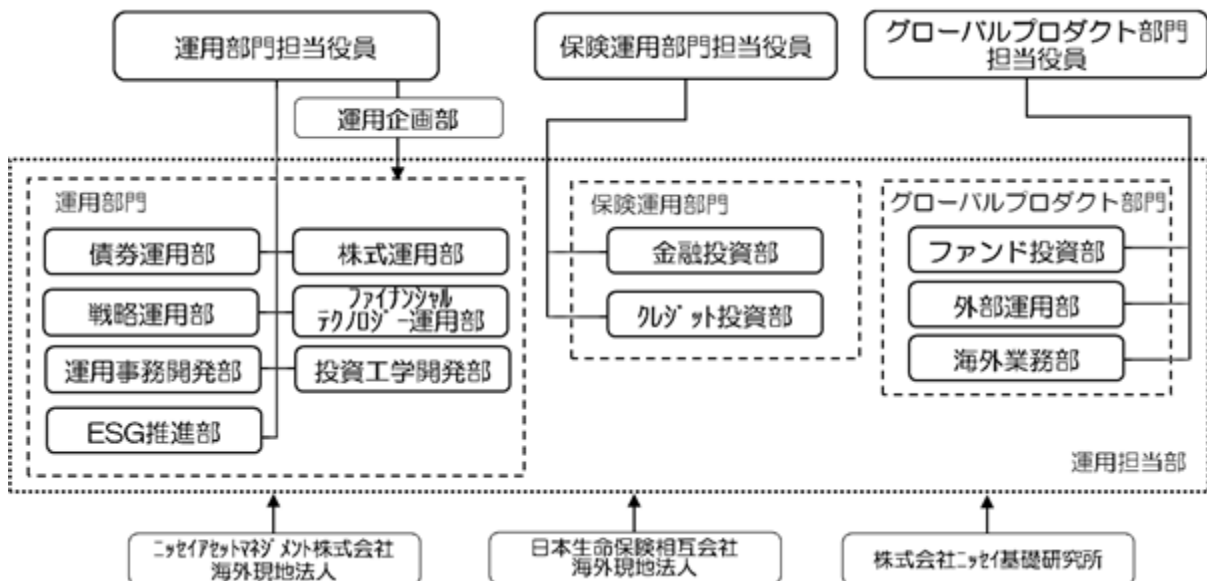 運用部門担当役員
保険運用部門担当役員
グローバルプロダクト部門
担当役員
運用企画部
運用部門
債券運用部
株式運用部
戦略運用部
ファイナンシャル
テクノロジー運用部
運用事務開発部
投資工学開発部
ESG推進部
保険運用部門
金融投資部
クレジット投資部
グローバルプロダクト部門
ファンド投資部
外部運用部
海外業務部
運用担当部
ニッセイアセットマネジメント株式会社
海外現地法人
日本生命保険相互会社
海外現地法人
株式会社ニッセイ基礎研究所